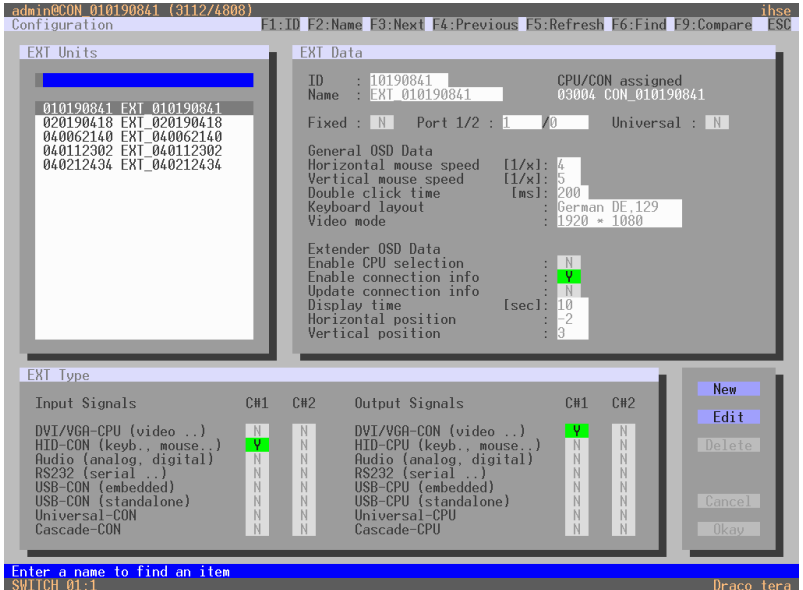 admin@CON_010190841 (3112/4808) ihse
Configuration F1:ID F2:Name F3:Next F4:Previous F5:Refresh F6:Find F9:Compare ESC
EXT Units
010190841 EXT_010190841
020190418 EXT_020190418
040062140 EXT_040062140
040112302 EXT_040112302
040212434 EXT_040212434
EXT Data
ID : 10190841 CPU/CON assigned
Name : EXT_010190841 03004 CON_010190841
Fixed : N Port 1/2 : 1 /0 Universal : N
General OSD Data
Horizontal mouse speed [1/x]: 4
Vertical mouse speed [1/x]: 5
Double click time [ms]: 200
Keyboard layout : German DE,129
Video mode : 1920 * 1080
Extender OSD Data
Enable CPU selection : N
Enable connection info : Y
Update connection info : N
Display time [sec]: 10
Horizontal position : -2
Vertical position : 3
EXT Type
Input Signals C#1 C#2 Output Signals C#1 C#2
DVI/VGA-CPU (video ..) N N DVI/VGA-CON (video ..) Y N
HID-CON (keyb., mouse..) Y N HID-CPU (keyb., mouse..) N N
Audio (analog, digital) N N Audio (analog, digital) N N
RS232 (serial ..) N N RS232 (serial ..) N N
USB-CON (embedded) N N USB-CPU (embedded) N N
USB-CON (standalone) N N USB-CPU (standalone) N N
Universal-CON N N Universal-CPU N N
Cascade-CON N N Cascade-CPU N N
New
Edit
Delete
Cancel
Okay
Enter a name to find an item
SWITCH_01:1 Draco tera